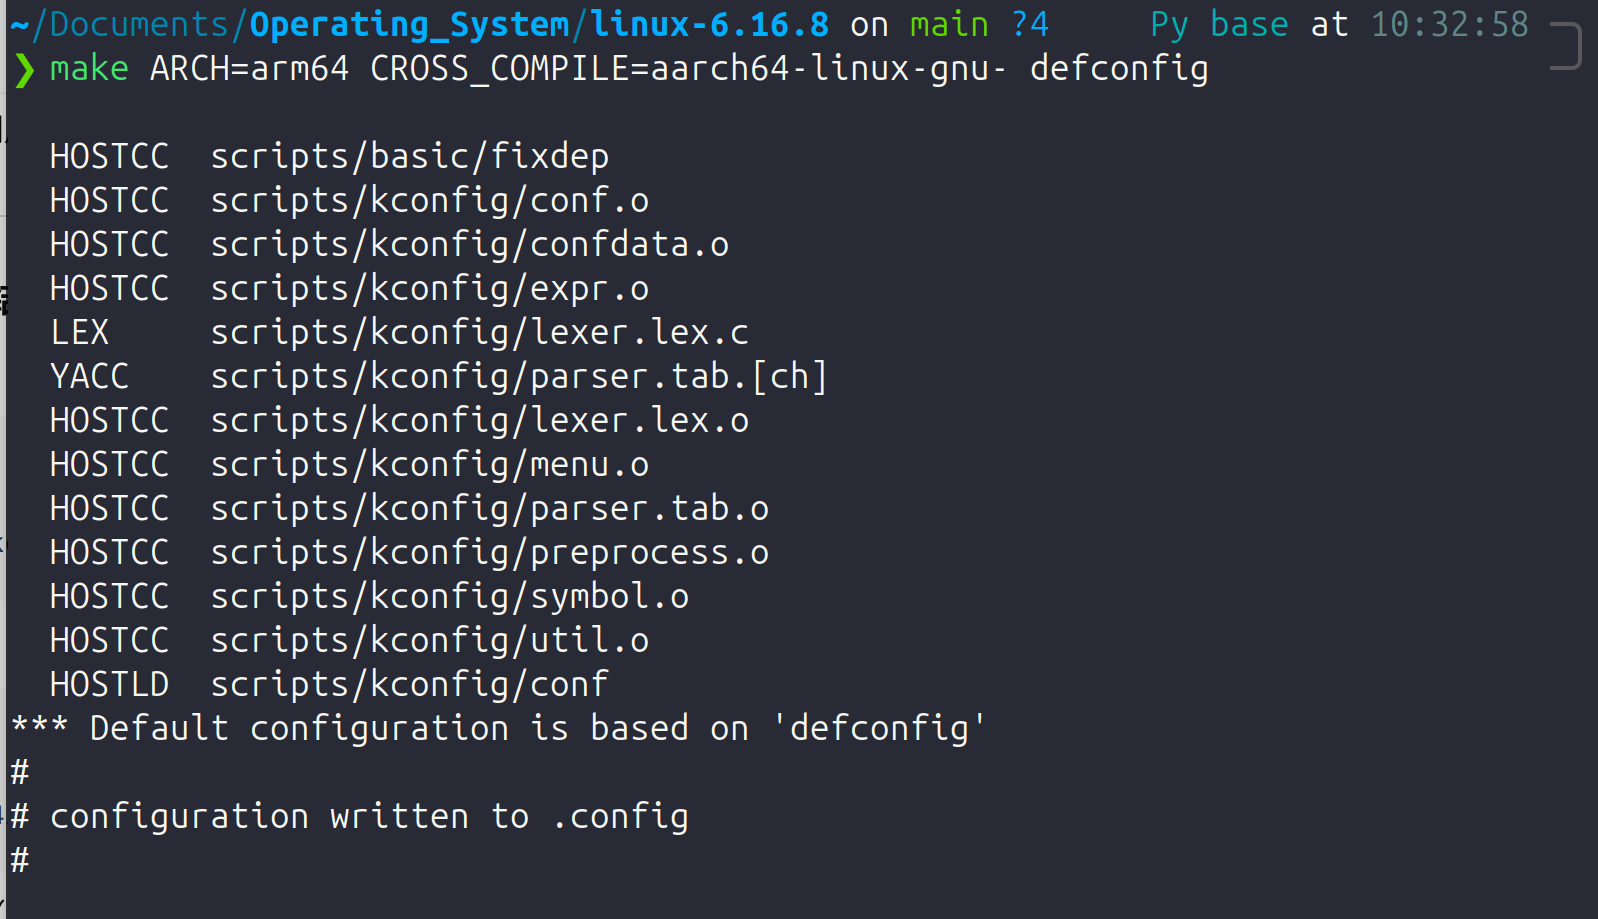 ~/Documents/Operating_System/linux-6.16.8 on main ?4 Py base at 10:32:58
❯ make ARCH=arm64 CROSS_COMPILE=aarch64-linux-gnu- defconfig
HOSTCC scripts/basic/fixdep
HOSTCC scripts/kconfig/conf.o
HOSTCC scripts/kconfig/confdata.o
HOSTCC scripts/kconfig/expr.o
LEX scripts/kconfig/lexer.lex.c
YACC scripts/kconfig/parser.tab.[ch]
HOSTCC scripts/kconfig/lexer.lex.o
HOSTCC scripts/kconfig/menu.o
HOSTCC scripts/kconfig/parser.tab.o
HOSTCC scripts/kconfig/preprocess.o
HOSTCC scripts/kconfig/symbol.o
HOSTCC scripts/kconfig/util.o
HOSTLD scripts/kconfig/conf
*** Default configuration is based on 'defconfig'
#
# configuration written to .config
#